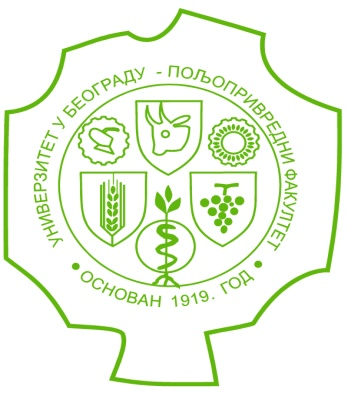 УНИВЕРЗИТЕТ У БЕОГРАДУ - ПОЉОПРИВРЕДНИ ФАКУЛТЕТ
• ОСНОВАН 1919. ГОД •